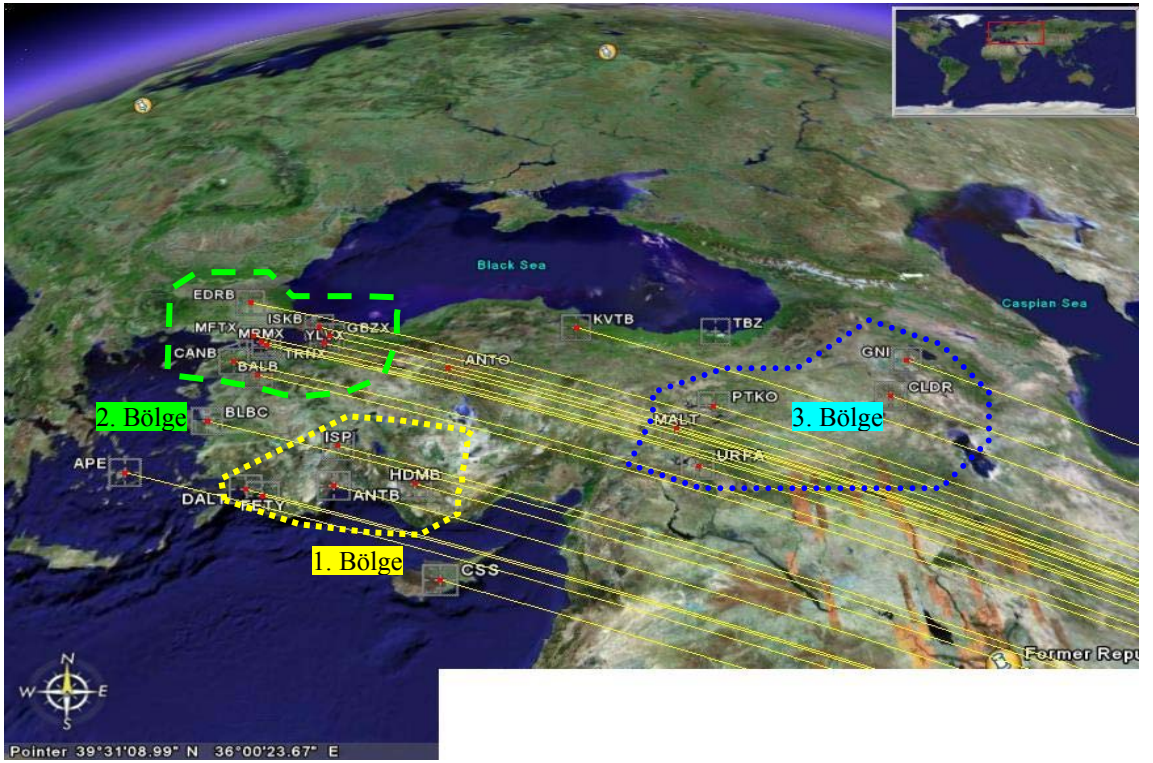 Black Sea
Caspian Sea
EDRB
ISKB
MFTX
MRMX
YLVX
GBZX
CANB
BALB
TRNX
ANTO
KVTB
TBZ
GNI
CLDR
PTKO
MALT
URFA
2. Bölge
3. Bölge
BLBC
ISP
APE
HDMB
DALT
FETY
ANTB
1. Bölge
CSS
Former Repu
N
W
E
S
Pointer 39°31'08.99" N 36°00'23.67" E